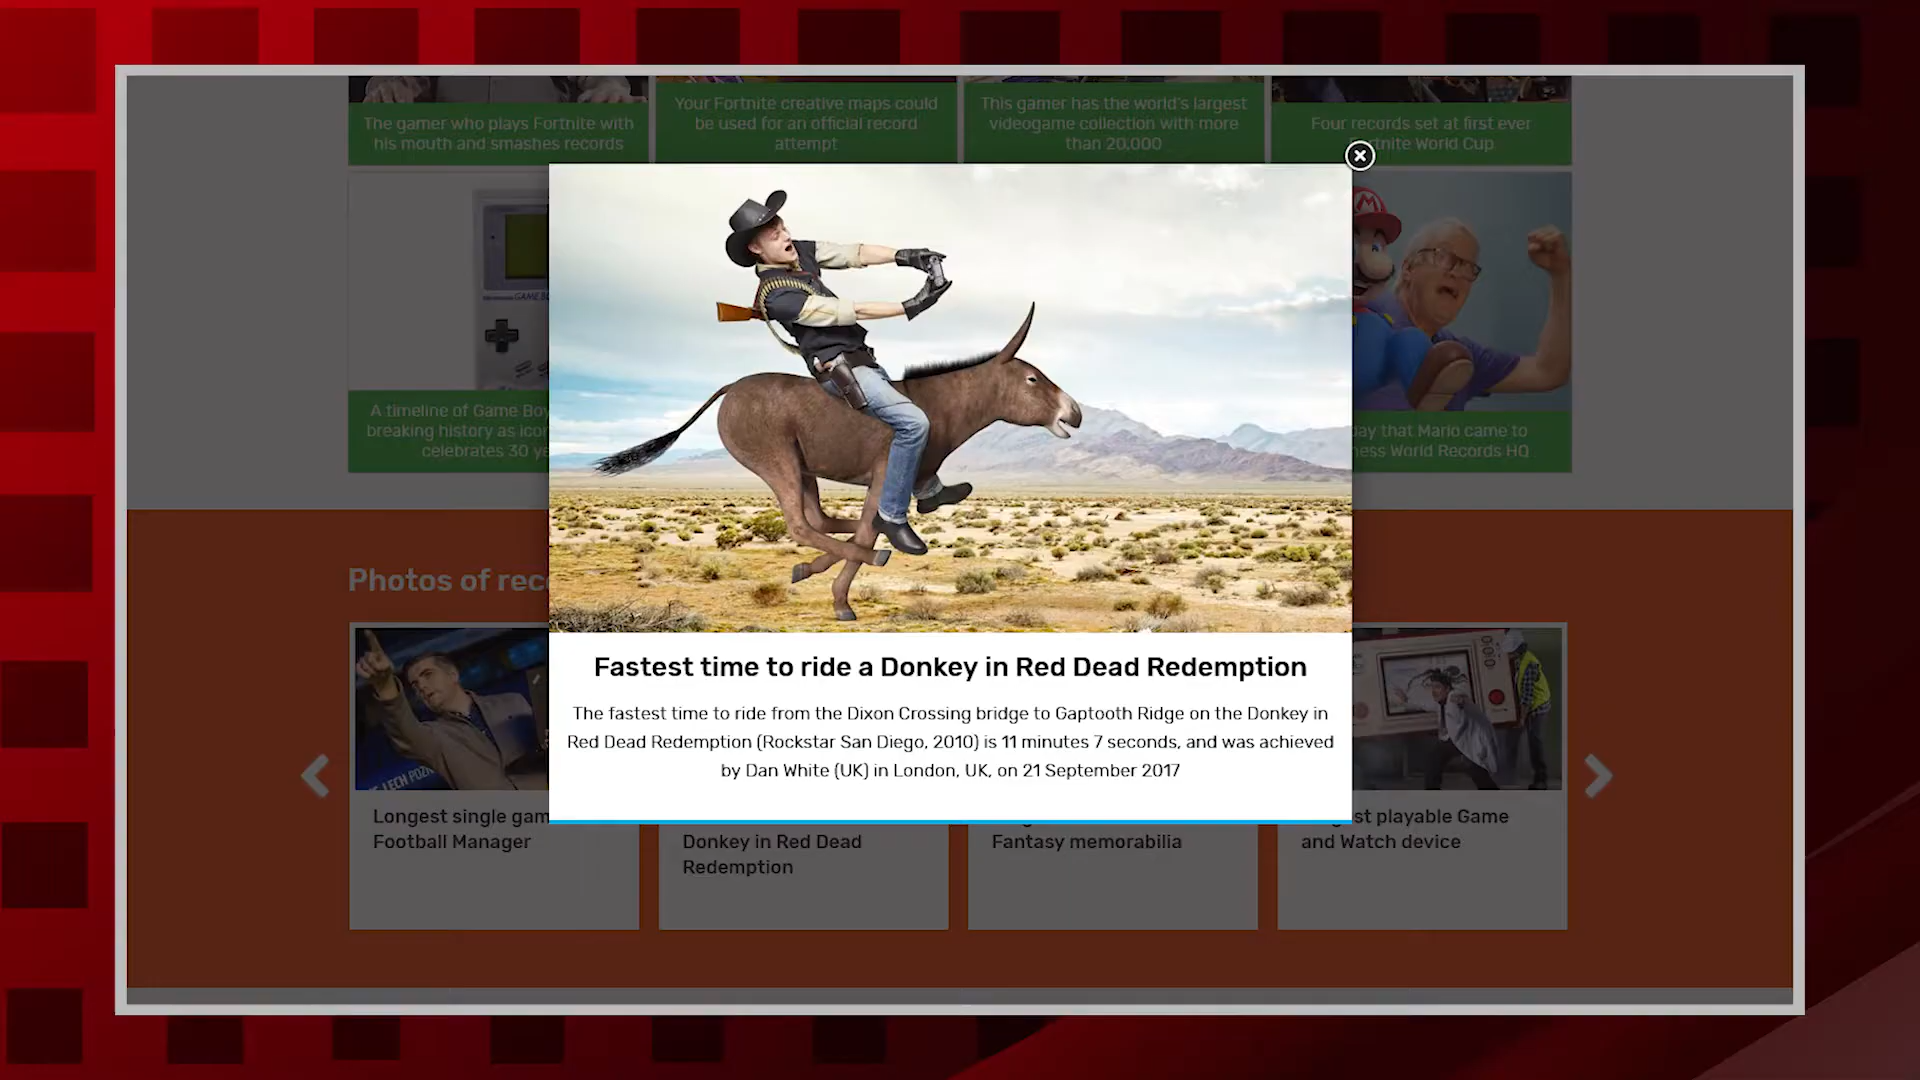 The gamer who plays Fortnite with
his mouth and smashes records
Your Fortnite creative maps could
be used for an official record
attempt
This gamer has the world's largest
videogame collection with more
than 20,000
Four records set at first ever
tnite World Cup
A timeline of Game Boy
breaking history as
celebrates 30
that Mario came to
World Records HQ
Fastest time to ride a Donkey in Red Dead Redemption
The fastest time to ride from the Dixon Crossing bridge to Gaptooth Ridge on the Donkey in
Red Dead Redemption (Rockstar San Diego, 2010) is 11 minutes 7 seconds, and was achieved
by Dan White (UK) in London, UK, on 21 September 2017
Photos of
Longest single
Football Manager
Donkey in Red Dead
Redemption
Fantasy memorabilia
playable Game
and Watch device